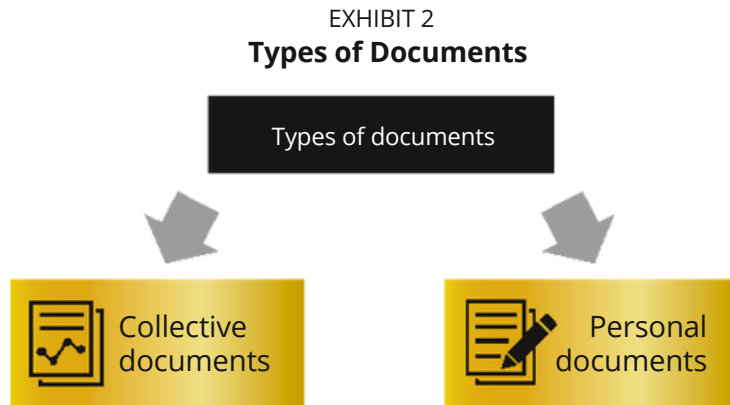 EXHIBIT 2
Types of Documents
Types of documents
Collective
documents
Personal
documents